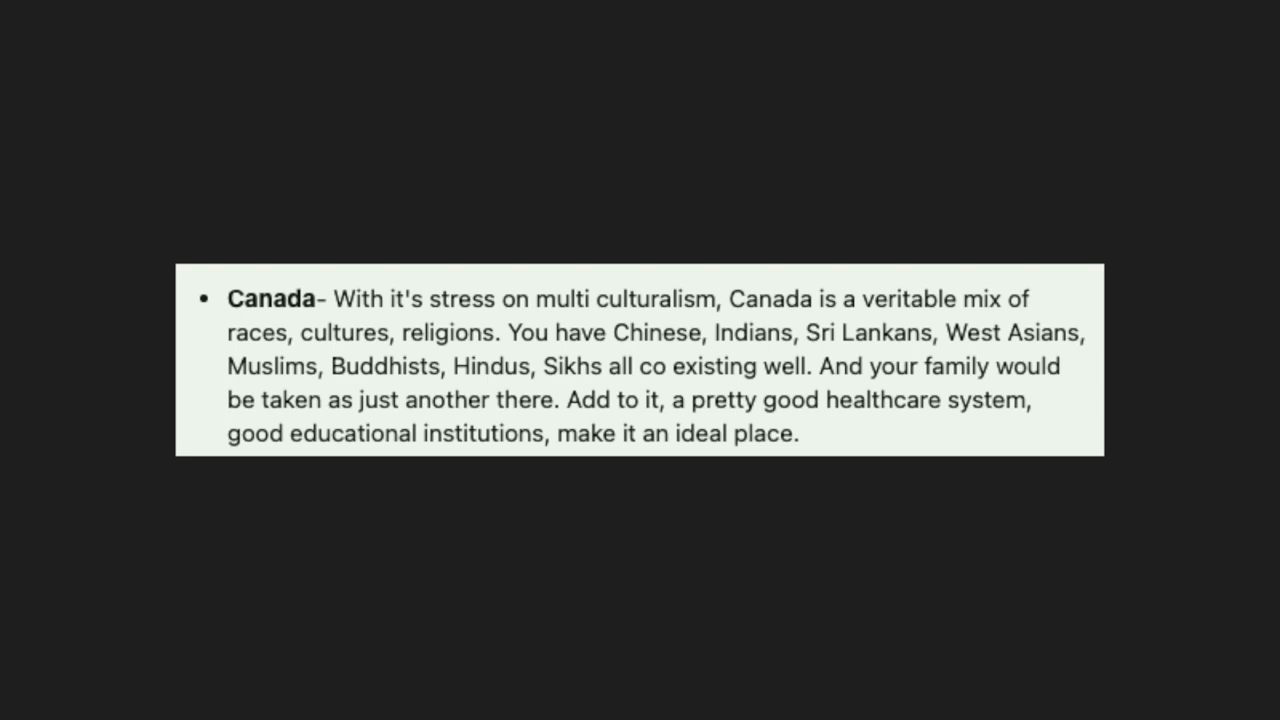 • Canada- With it's stress on multi culturalism, Canada is a veritable mix of
races, cultures, religions. You have Chinese, Indians, Sri Lankans, West Asians,
Muslims, Buddhists, Hindus, Sikhs all co existing well. And your family would
be taken as just another there. Add to it, a pretty good healthcare system,
good educational institutions, make it an ideal place.